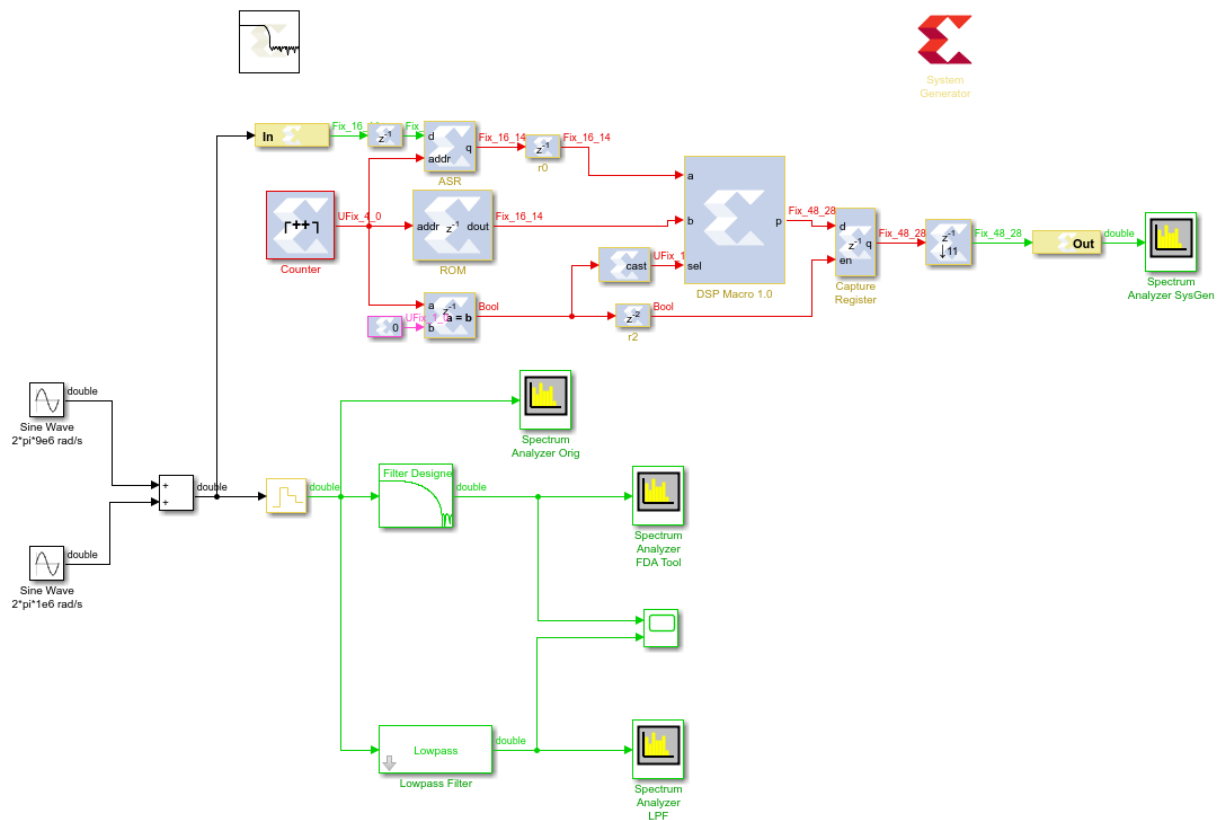 System
Generator
In
Fix_16_1
z-1
Fix_
d
addr
q
ASR
Fix_16_14
z-1
r0
Fix_16_14
Counter
UFix_4_0
addr
z-1
dout
ROM
Fix_16_14
a
b
sel
p
DSP Macro 1.0
cast
UFix_1
0
UFix_1_0
a
b
z-1
a = b
Bool
z-2
r2
Bool
Fix_48_28
d
z-1 q
en
Capture
Register
Fix_48_28
z-1
↓11
Fix_48_28
Out
double
Spectrum
Analyzer SysGen
double
Sine Wave
2*pi*9e6 rad/s
double
Sine Wave
2*pi*1e6 rad/s
+
+
double
double
Spectrum
Analyzer Orig
Filter Designe
double
Spectrum
Analyzer
FDA Tool
Lowpass
Lowpass Filter
double
Spectrum
Analyzer
LPF